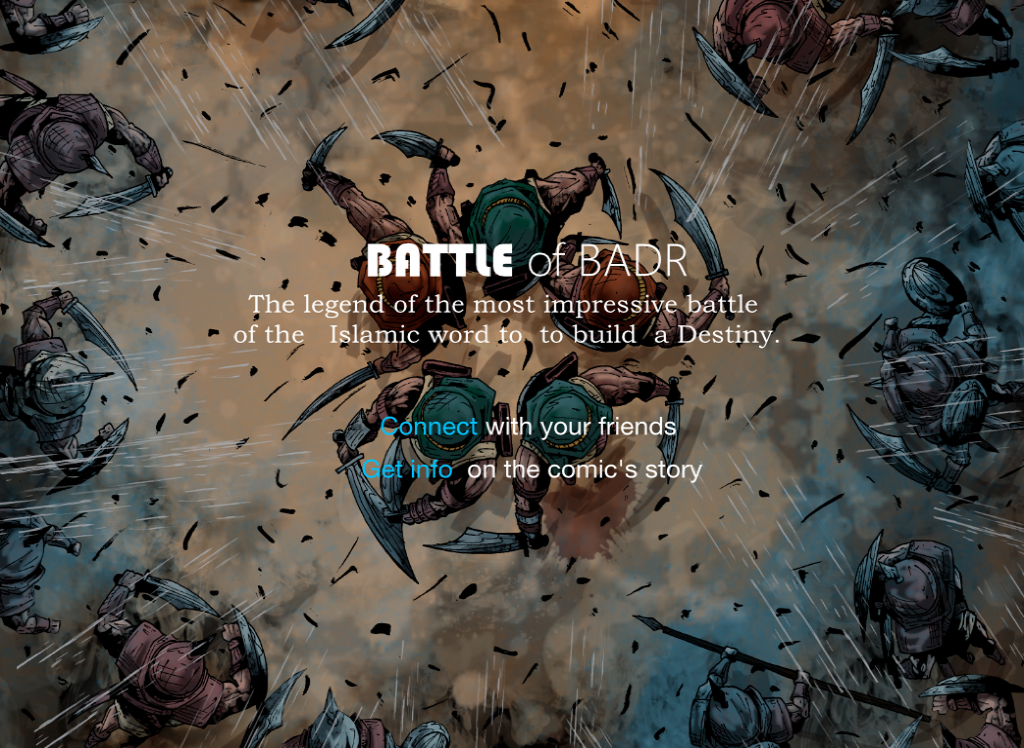 BATTLE of BADR
The legend of the most impressive battle
of the Islamic word to to build a Destiny.
Connect with your friends
Get info on the comic's story